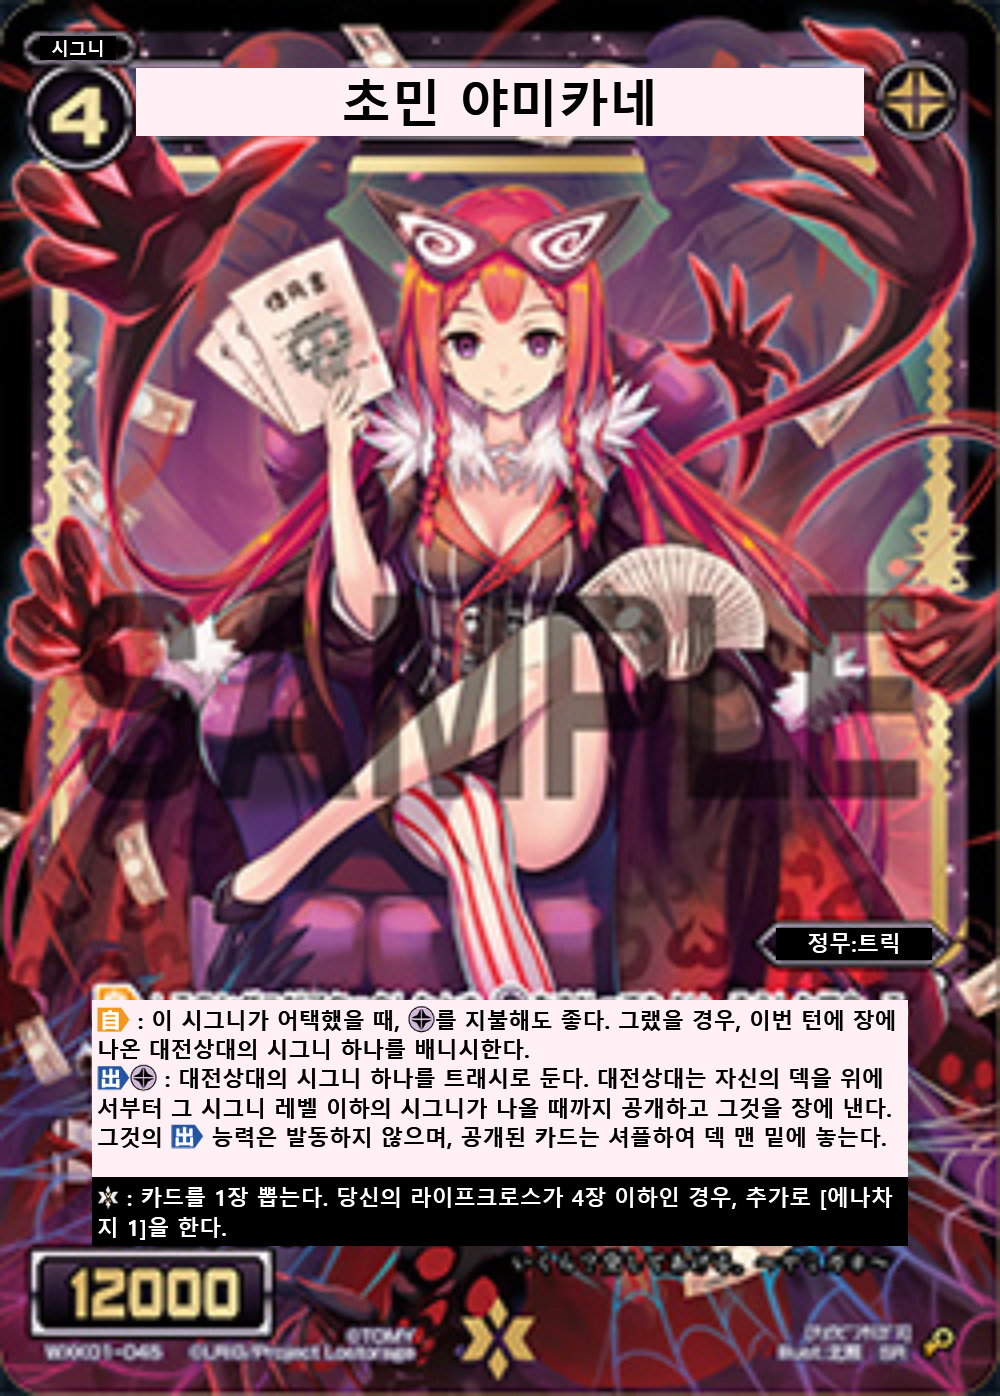 시그니
4
초민 야미카네
SAMPLE
정무:트릭
自 : 이 시그니가 어택했을 때, 를 지불해도 좋다. 그랬을 경우, 이번 턴에 장에
나온 대전상대의 시그니 하나를 배니시한다.
出 : 대전상대의 시그니 하나를 트래시로 둔다. 대전상대는 자신의 덱을 위에
서부터 그 시그니 레벨 이하의 시그니가 나올 때까지 공개하고 그것을 장에 낸다.
그것의 出 능력은 발동하지 않으며, 공개된 카드는 셔플하여 덱 맨 밑에 놓는다.
: 카드를 1장 뽑는다. 당신의 라이프크로스가 4장 이하인 경우, 추가로 [에나차
지 1]을 한다.
12000
©TOMY
WXK01-045 ©LRIG/Project Lostorage
SR